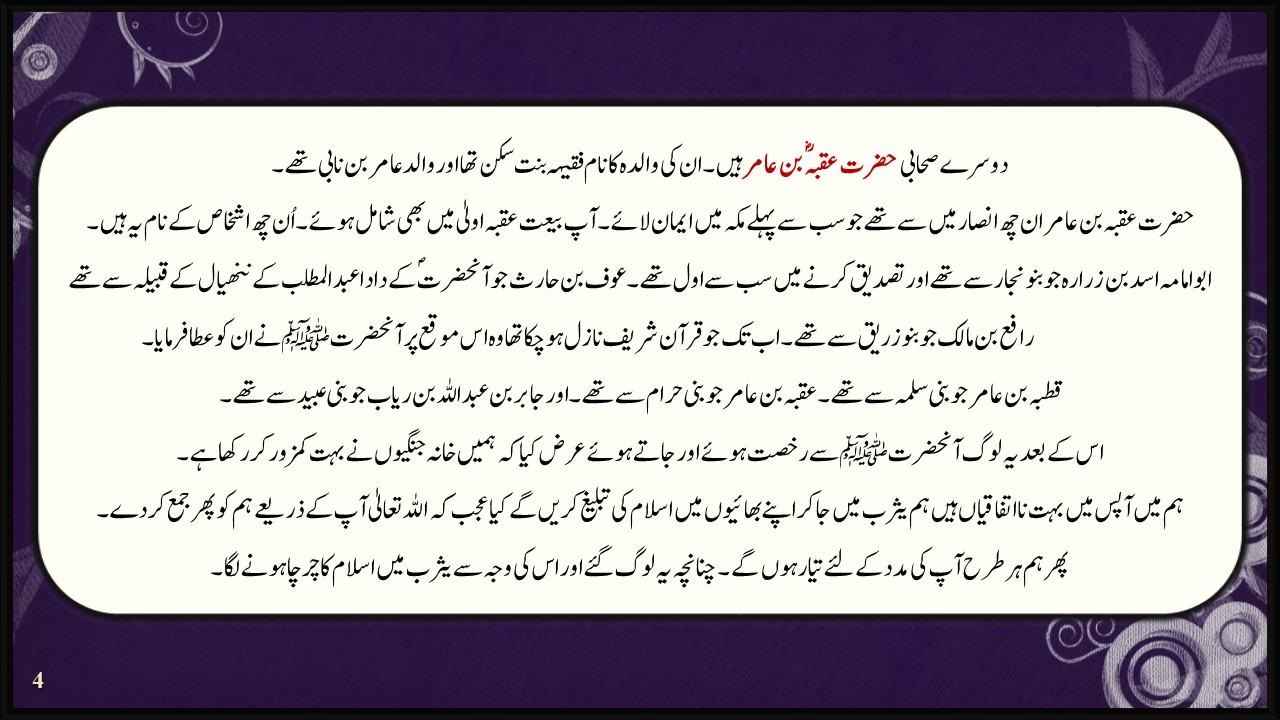 دوسرے صحابی حضرت عقبہؓ بن عامر ہیں۔ ان کی والدہ کا نام فقیہہ بنت سکن تھا اور والد عامر بن نابی تھے۔
حضرت عقبہ بن عامر ان چھ انصار میں سے تھے جو سب سے پہلے مکہ میں ایمان لائے۔ آپ بیعت عقبہ اولیٰ میں بھی شامل ہوئے۔ اُن چھ اشخاص کے نام یہ ہیں۔
ابوامامہ اسد بن زرارہ جو بنو نجار سے تھے اور تصدیق کرنے میں سب سے اول تھے۔ عوف بن حارث جو آنحضرتؐ کے دادا عبدالمطلب کے ننھیال کے قبیلہ سے تھے
رافع بن مالک جو بنو زریق سے تھے۔ اب تک جو قرآن شریف نازل ہو چکا تھا وہ اس موقع پر آنحضرت ﷺ نے ان کو عطا فرمایا۔
قطبہ بن عامر جو بنی سلمہ سے تھے۔ عقبہ بن عامر جو بنی حرام سے تھے۔ اور جابر بن عبداللہ بن ریاب جو بنی عبید سے تھے۔
اس کے بعد یہ لوگ آنحضرت ﷺ سے رخصت ہوئے اور جاتے ہوئے عرض کیا کہ ہمیں خانہ جنگیوں نے بہت کمزور کر رکھا ہے۔
ہم میں آپس میں بہت نااتفاقیاں ہیں ہم یثرب میں جا کر اپنے بھائیوں میں اسلام کی تبلیغ کریں گے کیا عجب کہ اللہ تعالیٰ آپ کے ذریعے ہم کو پھر جمع کر دے۔
پھر ہم ہر طرح آپ کی مدد کے لئے تیار ہوں گے۔ چنانچہ یہ لوگ گئے اور اس کی وجہ سے یثرب میں اسلام کا چرچا ہونے لگا۔
4